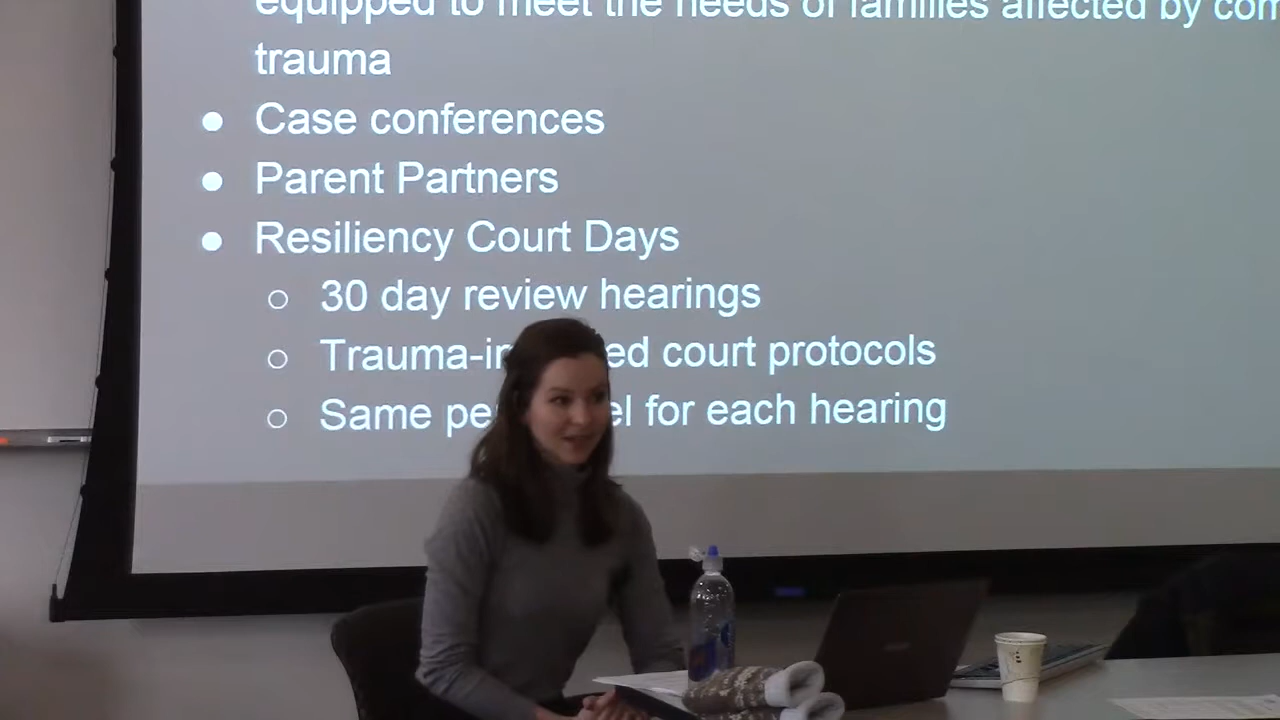 equipped to meet the needs of families affected by
trauma
● Case conferences
● Parent Partners
● Resiliency Court Days
○ 30 day review hearings
○ court protocols
○ Same for each hearing